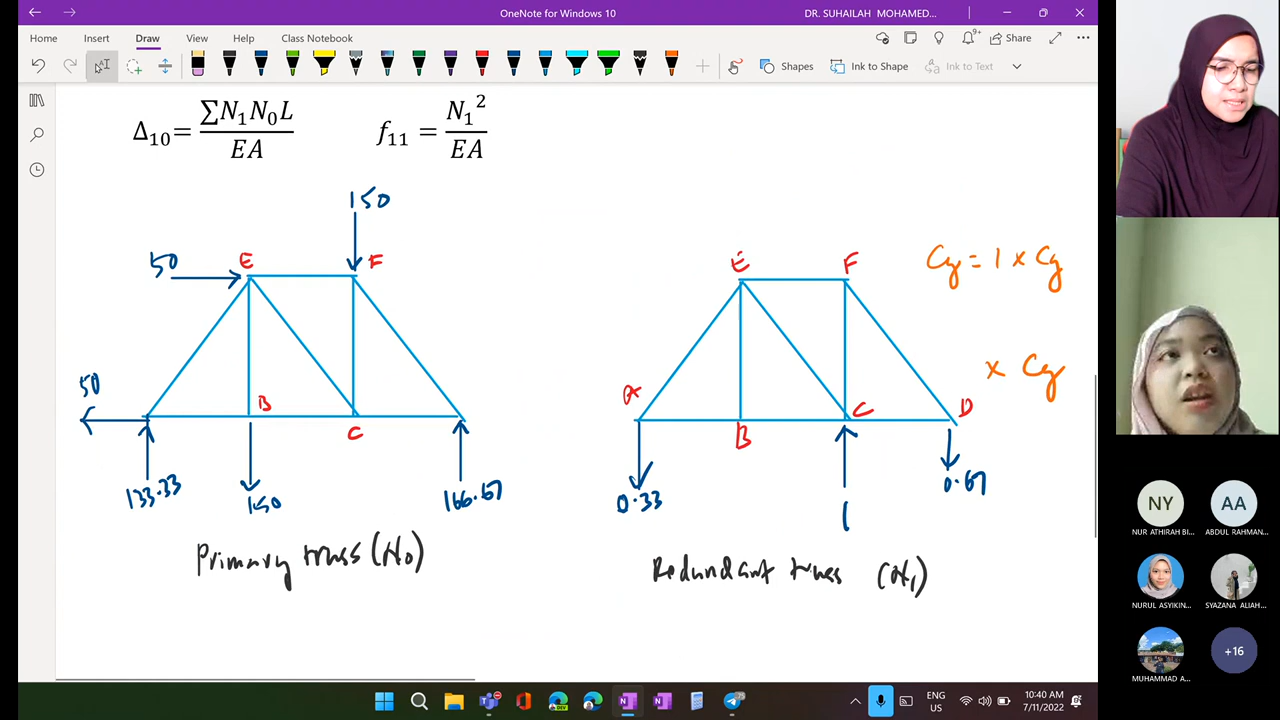 OneNote for Windows 10
DR. SUHAILAH MOHAMED...
Home Insert Draw View Help Class Notebook
9+ Share
Shapes Ink to Shape Ink to Text
Δ₁₀= ∑N₁N₀L / EA
f₁₁ = N₁² / EA
150
50 E F
50
B
C
133.33 150 166.67
Primary truss (N₀)
E F Cy = 1 x Cy
x Cy
A B C D
0.33 1 0.67
Redundant truss (N₁)
NY AA
NUR ATHIRAH BI... ABDUL RAHMAN...
NURUL ASYIKIN... SYAZANA ALIAH...
+16
MUHAMMAD A...
ENG
US
10:40 AM
7/11/2022